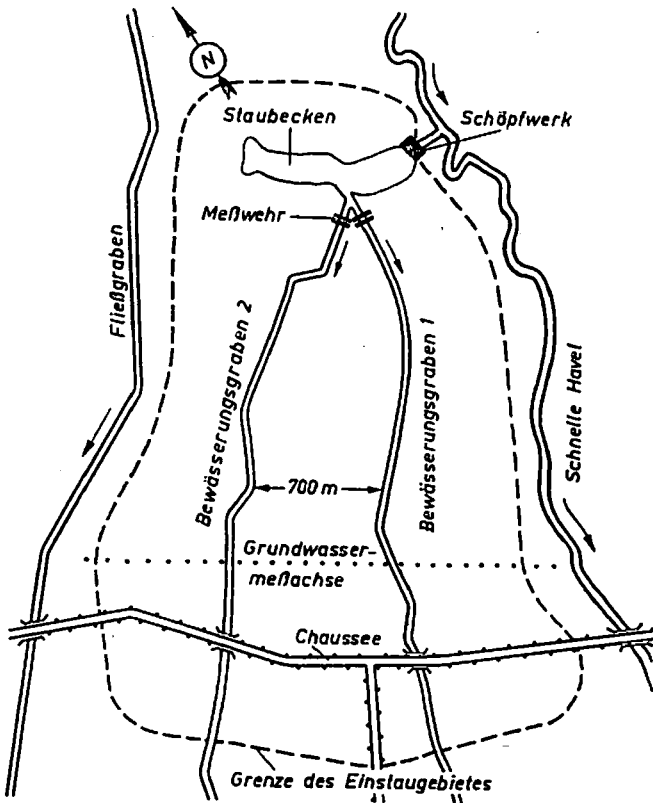 N
Staubecken
Schöpfwerk
Meßwehr
Fließgraben
Bewässerungsgraben 2
Bewässerungsgraben 1
Schnelle Havel
700 m
Grundwasser-
meßachse
Chaussee
Grenze des Einstaugebietes